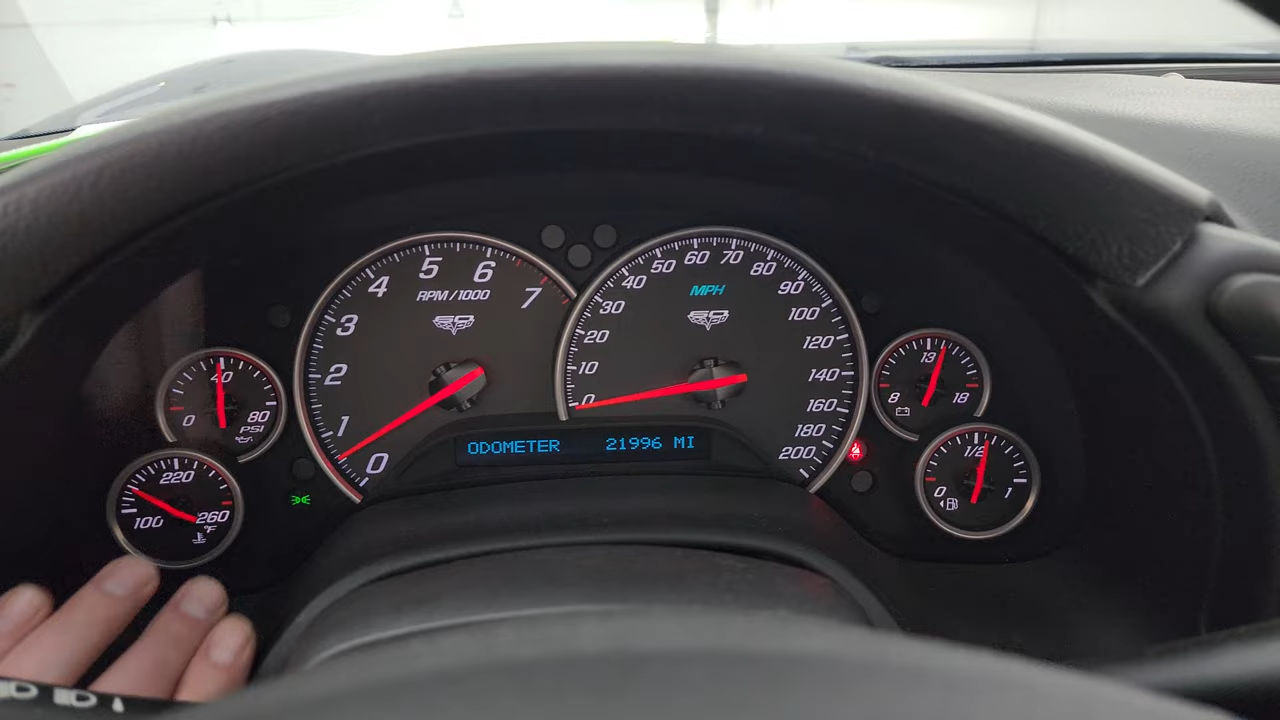 0 40 80
PSI
100 220 260
°F
0 1 2 3 4 5 6 7
RPM/1000
60
MPH
60
0 10 20 30 40 50 60 70 80 90 100 120 140 160 180 200
ODOMETER 21996 MI
8 13 18
0 1/2 1